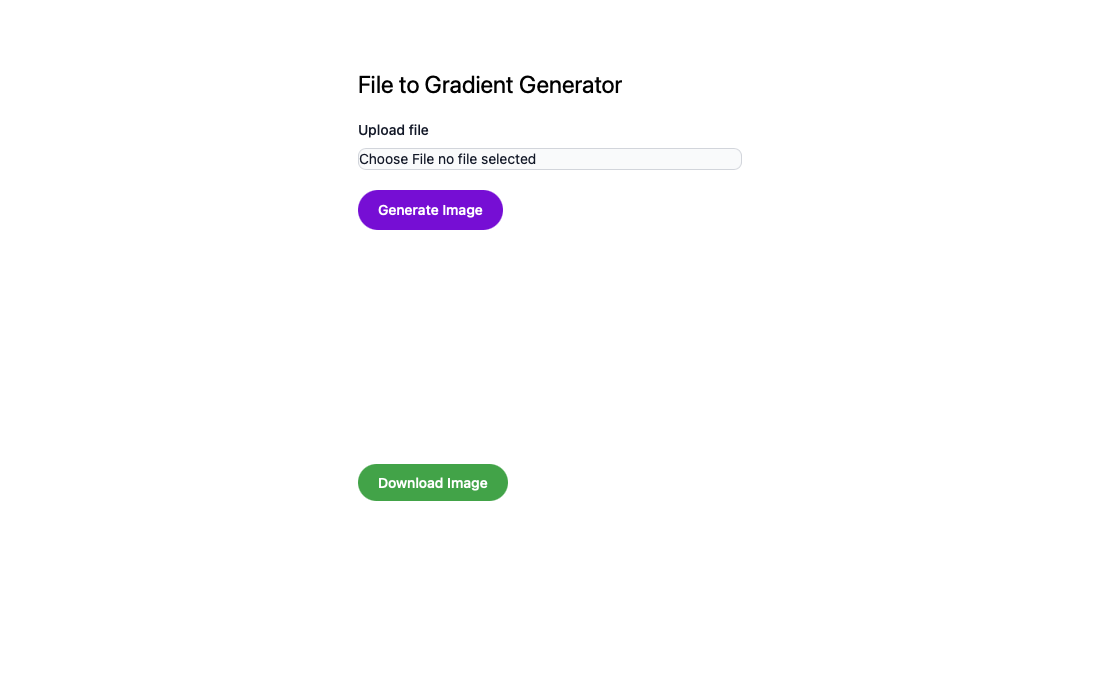 File to Gradient Generator
Upload file
Choose File no file selected
Generate Image
Download Image